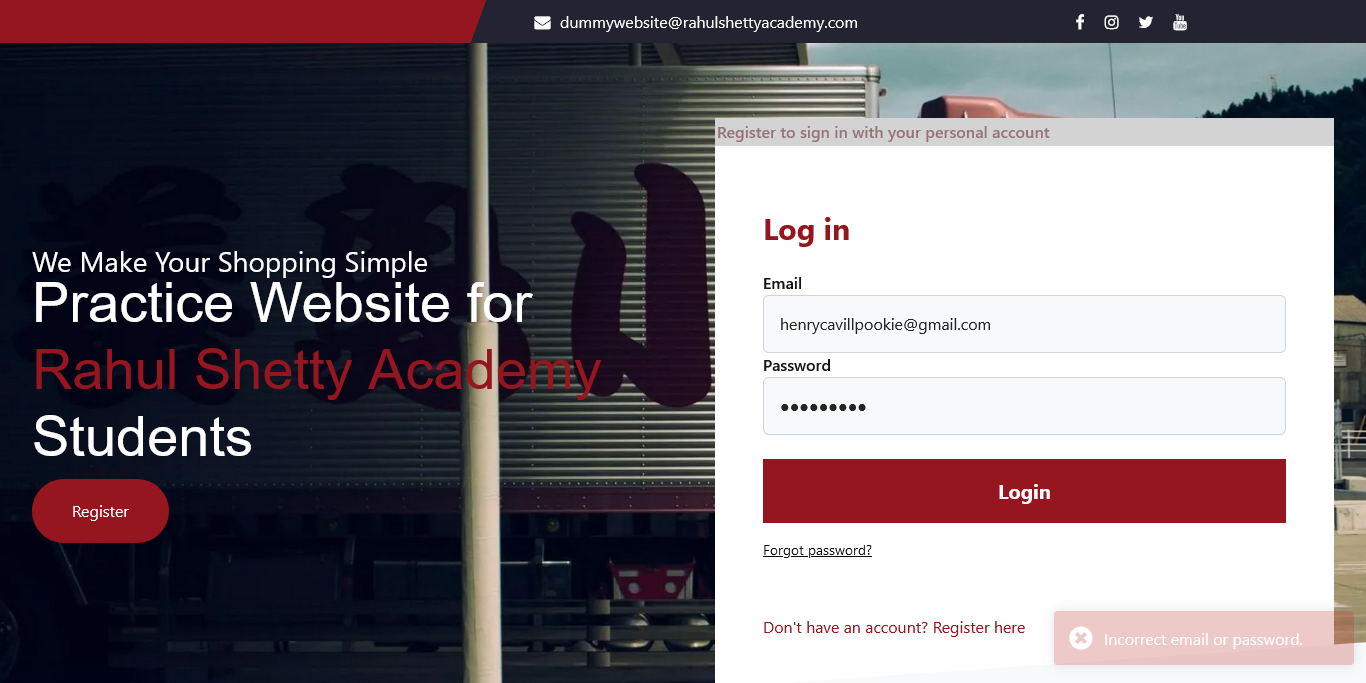 dummywebsite@rahulshettyacademy.com
Register to sign in with your personal account
We Make Your Shopping Simple
Practice Website for
Rahul Shetty Academy
Students
Register
Log in
Email
henrycavillpookie@gmail.com
Password
•••••••••
Login
Forgot password?
Don't have an account? Register here
Incorrect email or password.